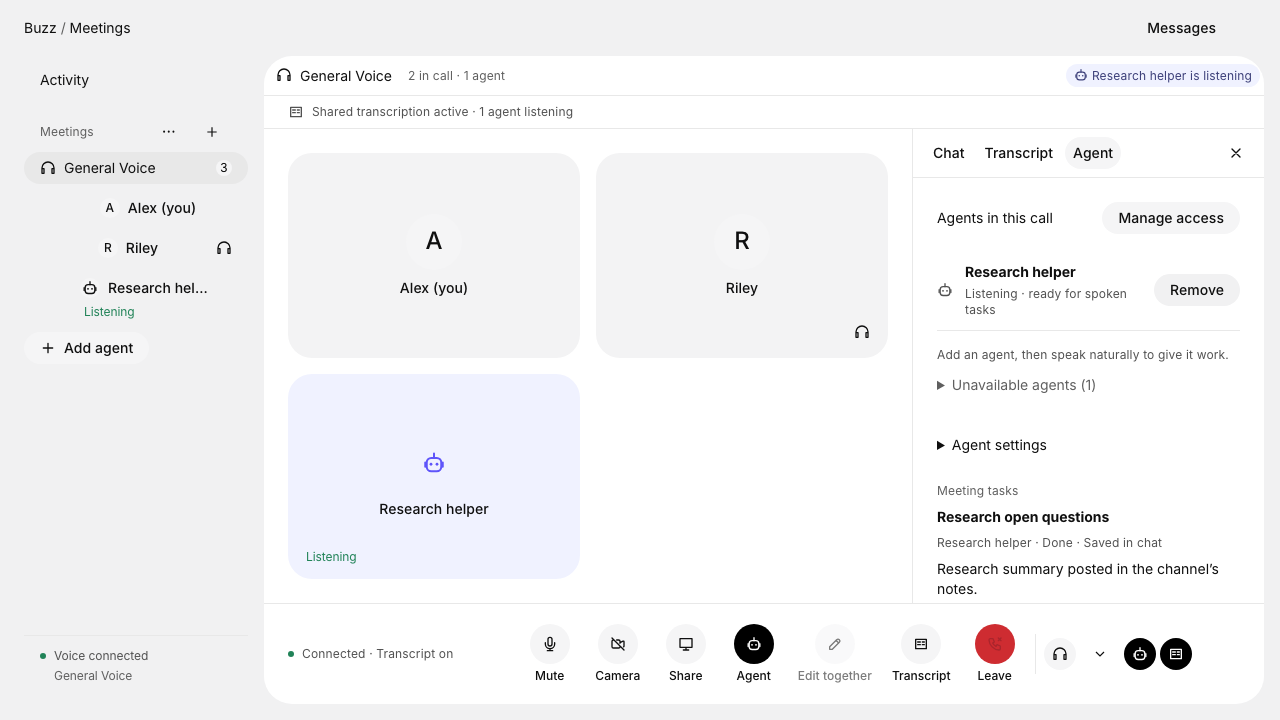 Buzz / Meetings
Messages
Activity
Meetings
General Voice
3
A
Alex (you)
R
Riley
Research hel...
Listening
Add agent
Voice connected
General Voice
General Voice
2 in call · 1 agent
Research helper is listening
Shared transcription active · 1 agent listening
A
Alex (you)
R
Riley
Research helper
Listening
Chat
Transcript
Agent
Agents in this call
Manage access
Research helper
Listening · ready for spoken
tasks
Remove
Add an agent, then speak naturally to give it work.
Unavailable agents (1)
Agent settings
Meeting tasks
Research open questions
Research helper · Done · Saved in chat
Research summary posted in the channel’s
notes.
Connected · Transcript on
Mute
Camera
Share
Agent
Edit together
Transcript
Leave